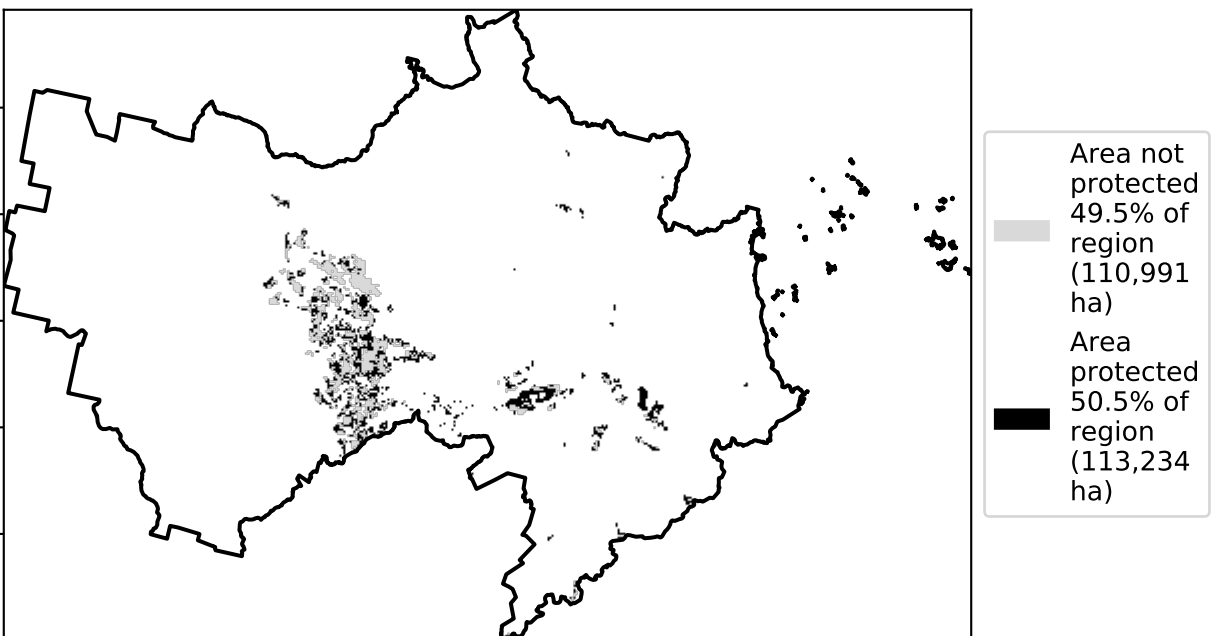 Area not
protected
49.5% of
region
(110,991
ha)
Area
protected
50.5% of
region
(113,234
ha)